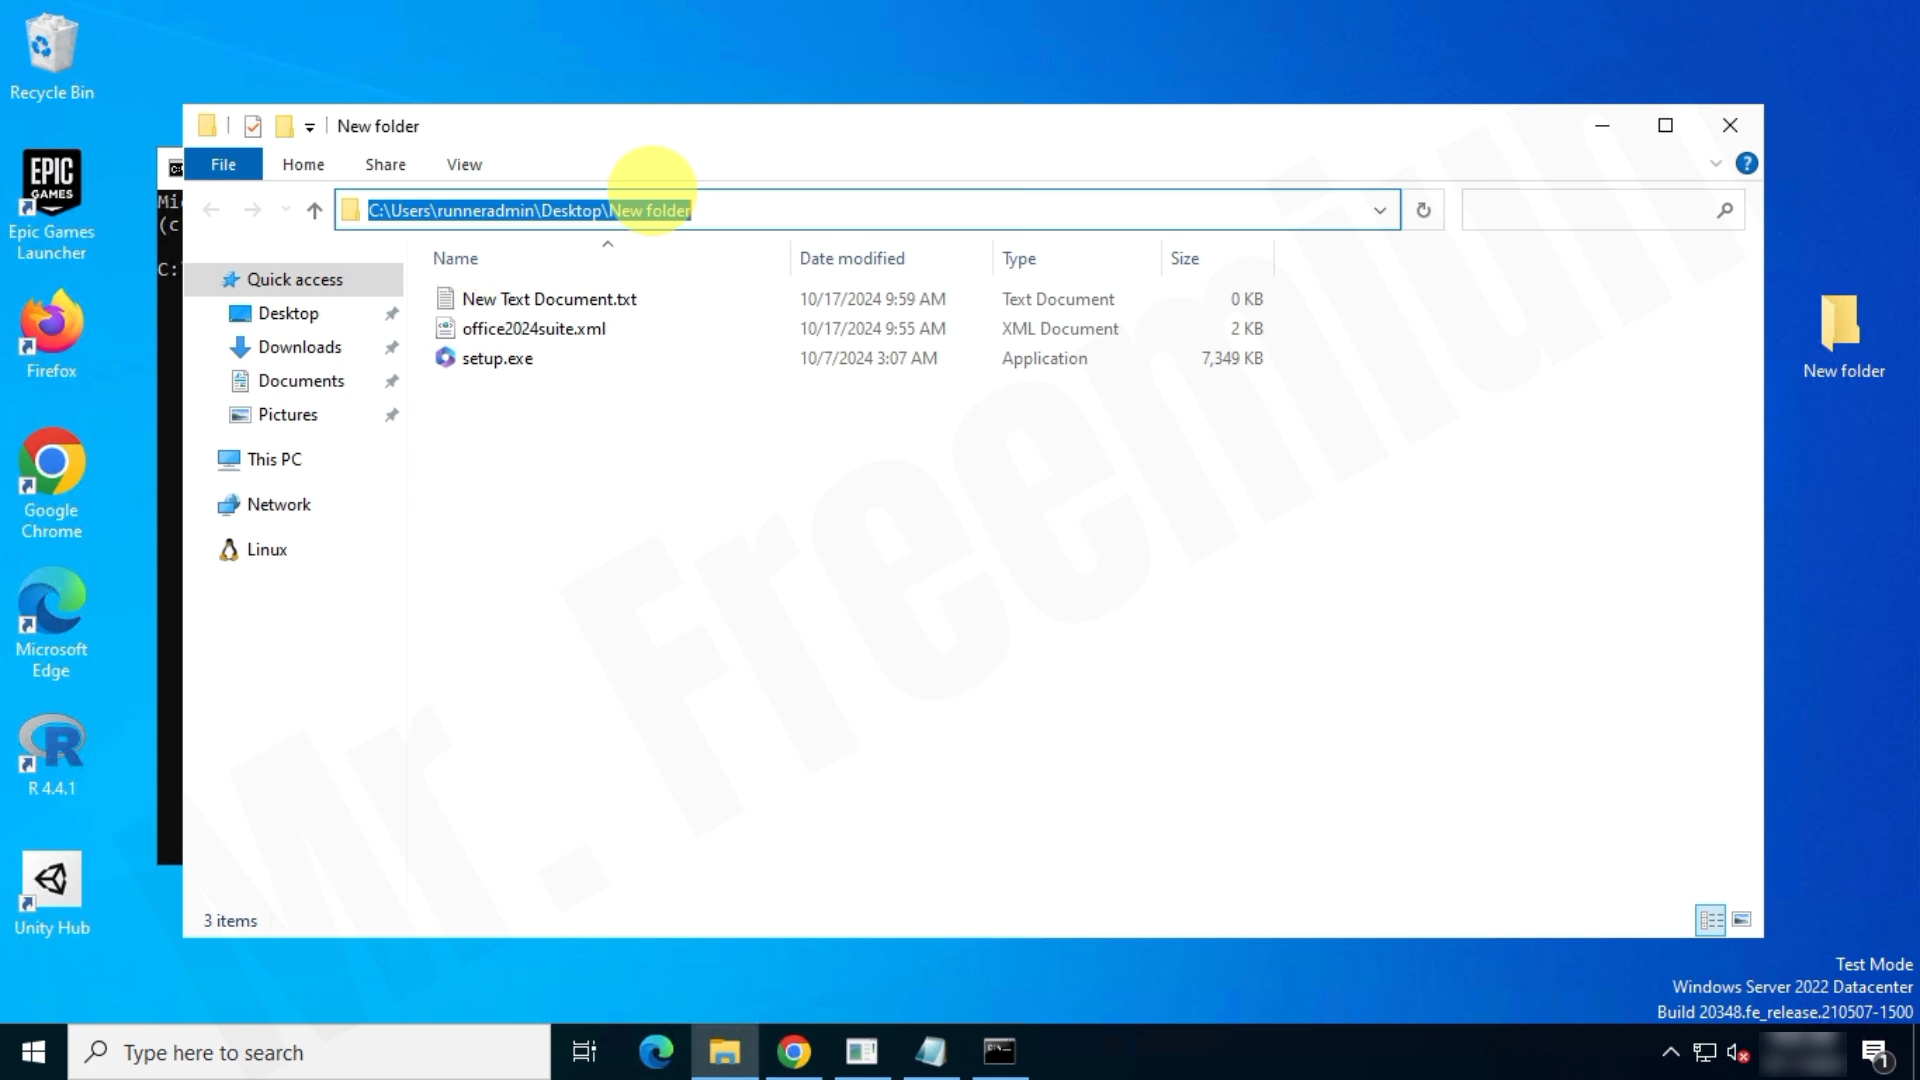 Recycle Bin
EPIC
GAMES
Epic Games
Launcher
Firefox
Google
Chrome
Microsoft
Edge
R 4.4.1
Unity Hub
New folder
File
Home
Share
View
C:\Users\runneradmin\Desktop\New folder
Mi
(c
C:
Name
Date modified
Type
Size
New Text Document.txt
10/17/2024 9:59 AM
Text Document
0 KB
office2024suite.xml
10/17/2024 9:55 AM
XML Document
2 KB
setup.exe
10/7/2024 3:07 AM
Application
7,349 KB
Quick access
Desktop
Downloads
Documents
Pictures
This PC
Network
Linux
3 items
New folder
Mr. Freemium
Test Mode
Windows Server 2022 Datacenter
Build 20348.fe_release.210507-1500
Type here to search
1